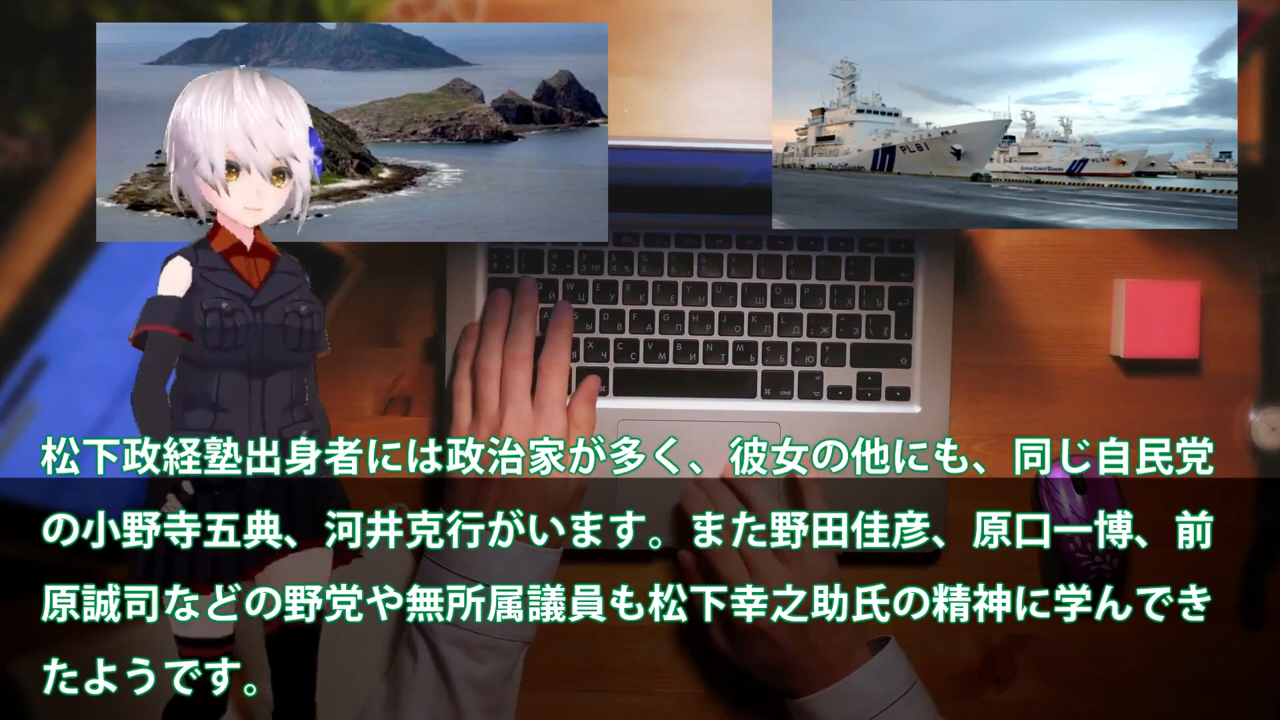 PL81
JAPAN COAST GUARD
松下政経塾出身者には政治家が多く、彼女の他にも、同じ自民党
の小野寺五典、河井克行がいます。また野田佳彦、原口一博、前
原誠司などの野党や無所属議員も松下幸之助氏の精神に学んでき
たようです。